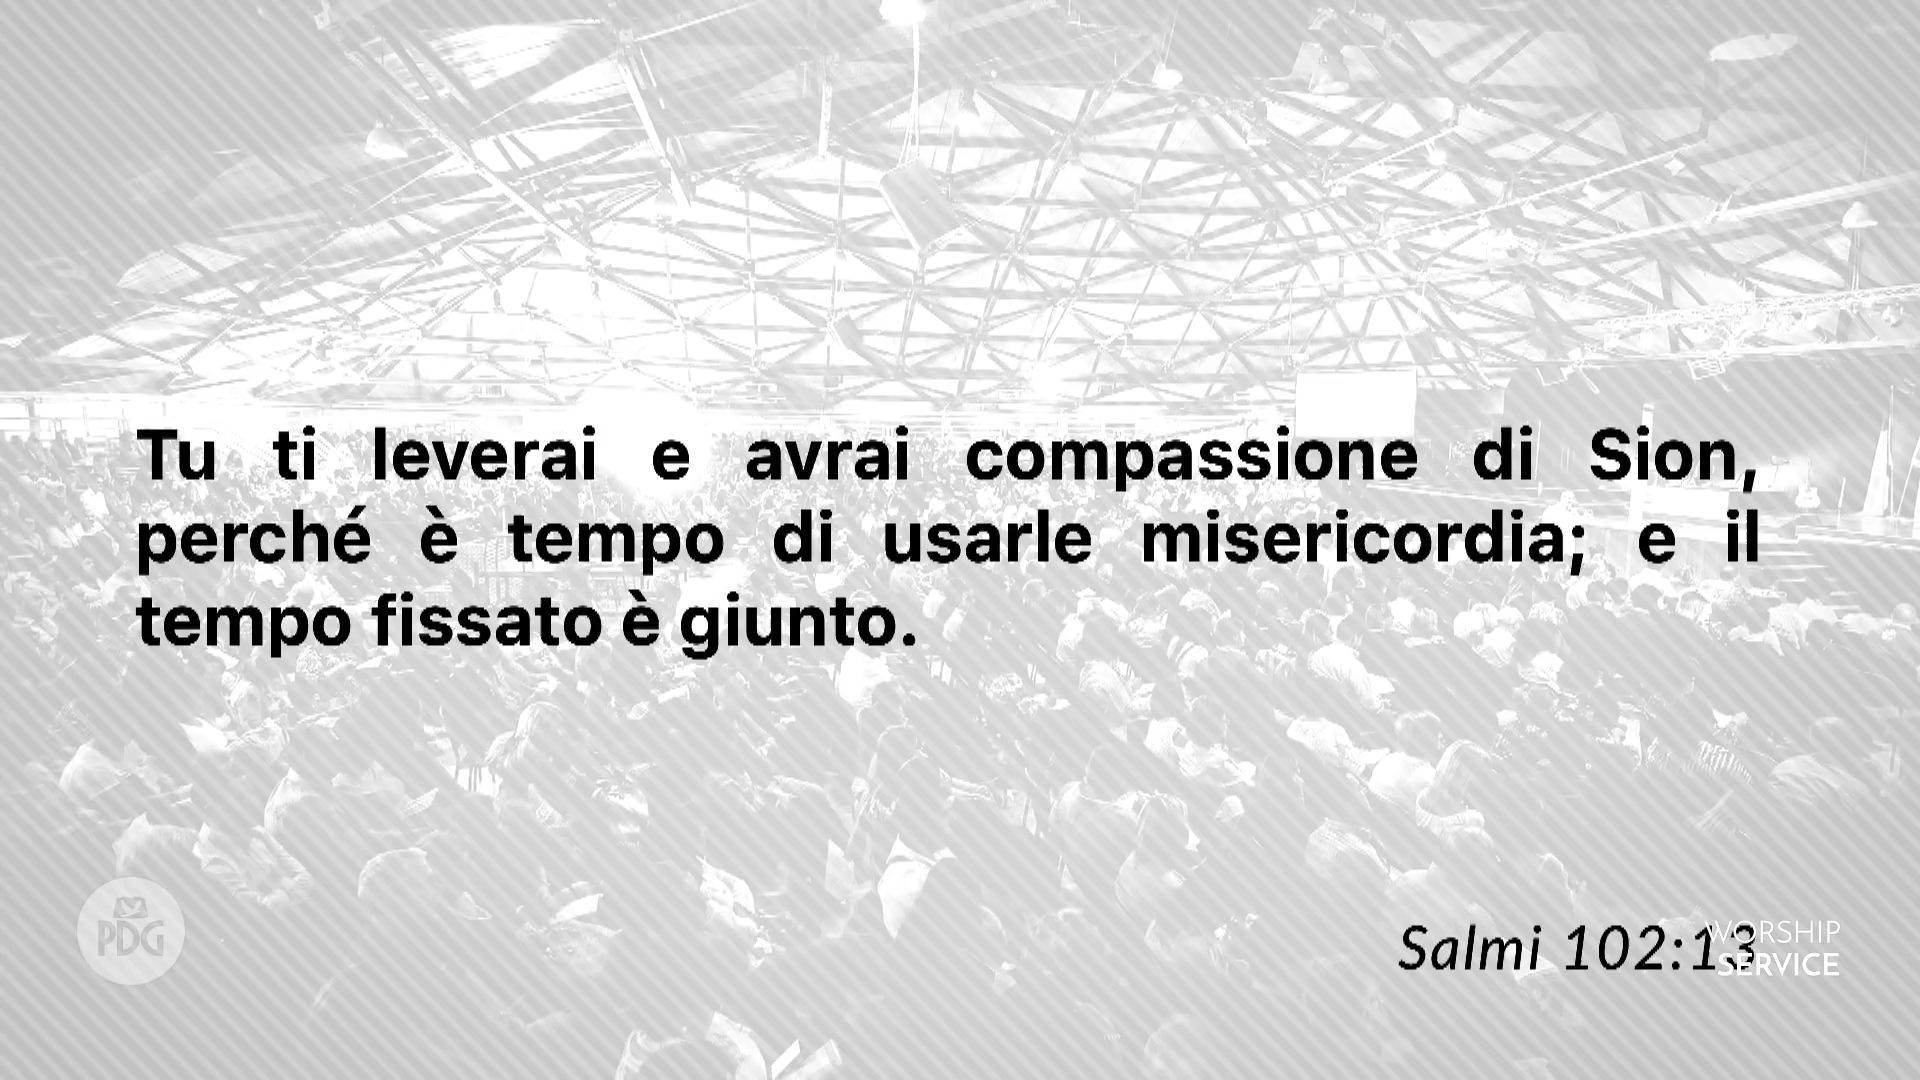 Tu ti leverai e avrai compassione di Sion,
perché è tempo di usarle misericordia; e il
tempo fissato è giunto.
PDG
Salmi 102:13
WORSHIP
SERVICE